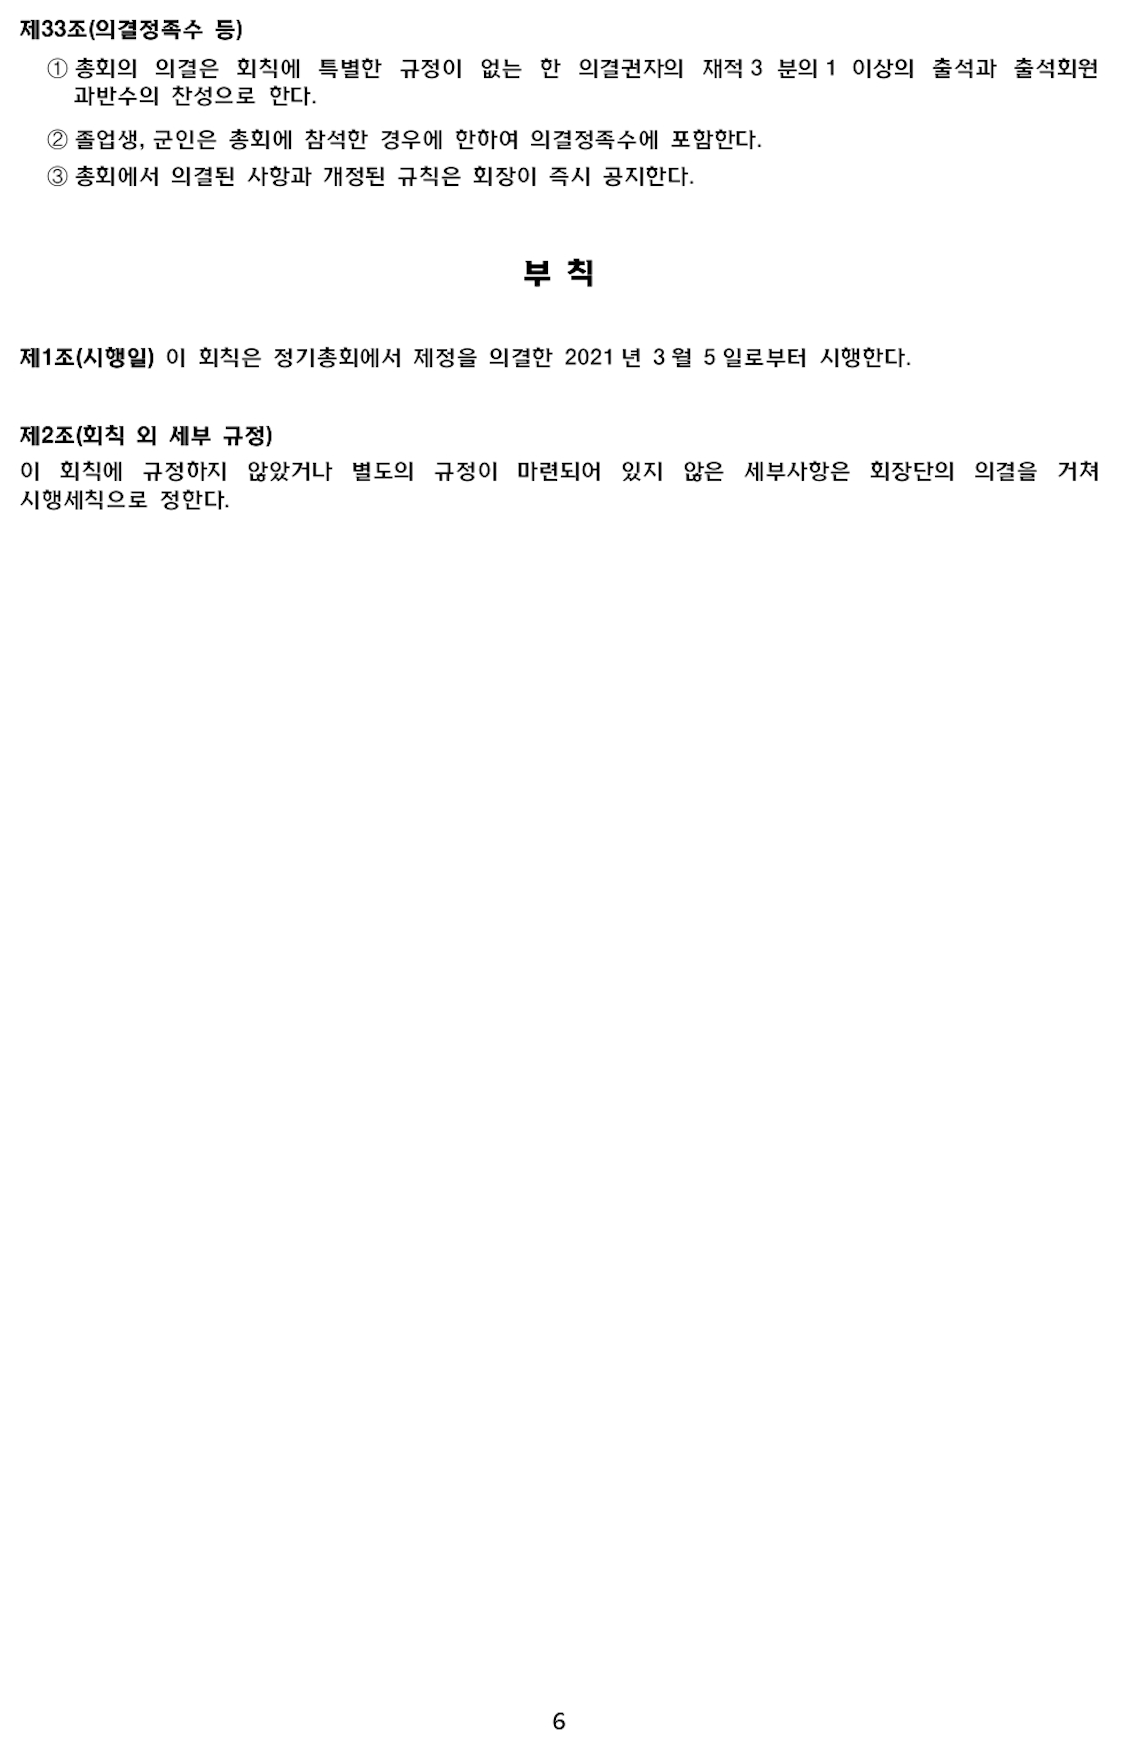 제33조(의결정족수 등)
① 총회의 의결은 회칙에 특별한 규정이 없는 한 의결권자의 재적 3 분의 1 이상의 출석과 출석회원
과반수의 찬성으로 한다.
② 졸업생, 군인은 총회에 참석한 경우에 한하여 의결정족수에 포함한다.
③ 총회에서 의결된 사항과 개정된 규칙은 회장이 즉시 공지한다.
부 칙
제1조(시행일) 이 회칙은 정기총회에서 제정을 의결한 2021 년 3 월 5 일로부터 시행한다.
제2조(회칙 외 세부 규정)
이 회칙에 규정하지 않았거나 별도의 규정이 마련되어 있지 않은 세부사항은 회장단의 의결을 거쳐
시행세칙으로 정한다.
6